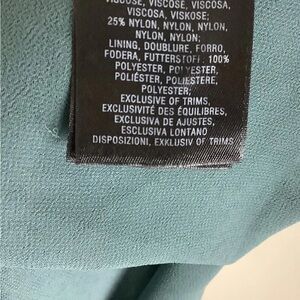 VISCOSE, VISCOSE, VISCOSA,
VISCOSA, VISKOSE;
25% NYLON, NYLON, NYLON,
NYLON, NYLON;
LINING, DOUBLURE, FORRO,
FODERA, FUTTERSTOFF: 100%
POLYESTER, POLYESTER,
POLIÉSTER, POLIESTERE,
POLYESTER;
EXCLUSIVE OF TRIMS,
EXCLUSIVITÉ DES ÉQUILIBRES,
EXCLUSIVA DE AJUSTES,
ESCLUSIVA LONTANO
DISPOSIZIONI, EXKLUSIV OF TRIMS